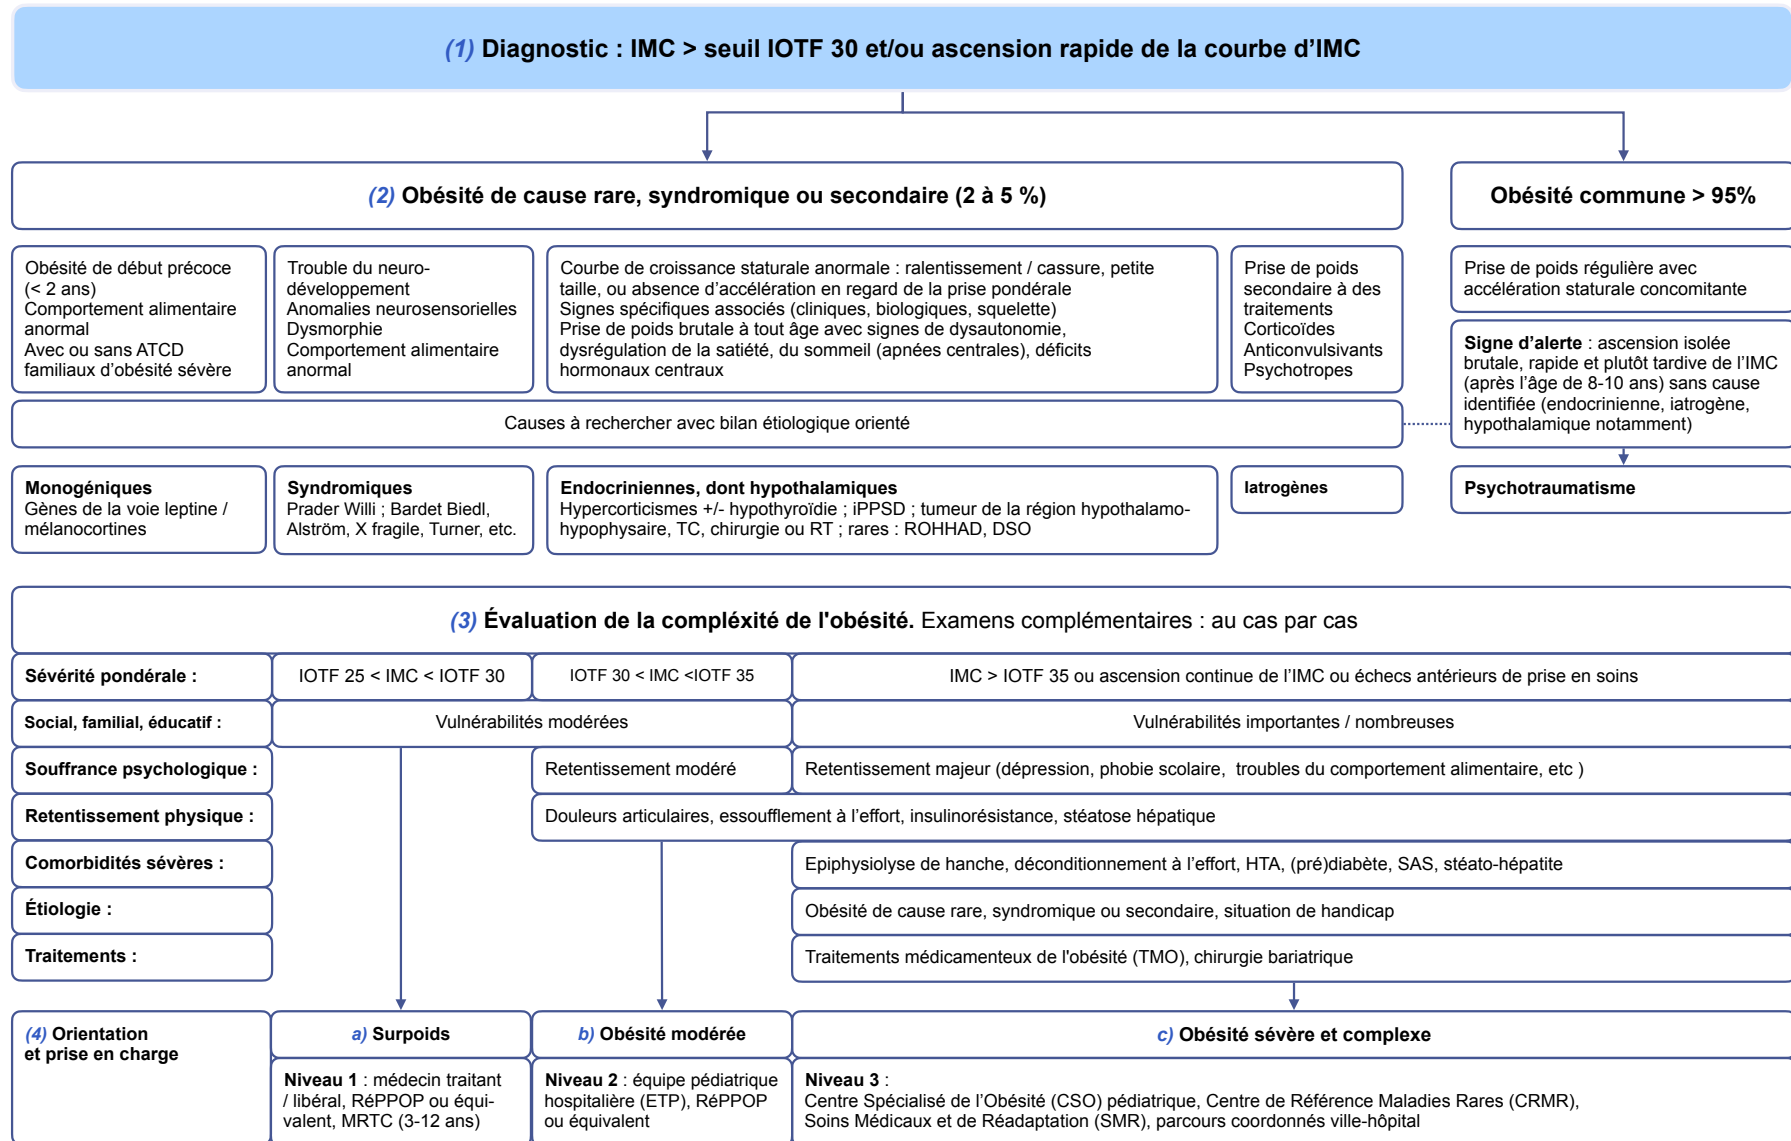 (1) Diagnostic : IMC > seuil IOTF 30 et/ou ascension rapide de la courbe d’IMC
(2) Obésité de cause rare, syndromique ou secondaire (2 à 5 %)
Obésité commune > 95%
Obésité de début précoce
(< 2 ans)
Comportement alimentaire
anormal
Avec ou sans ATCD
familiaux d’obésité sévère
Trouble du neuro-
développement
Anomalies neurosensorielles
Dysmorphie
Comportement alimentaire
anormal
Courbe de croissance staturale anormale : ralentissement / cassure, petite
taille, ou absence d’accélération en regard de la prise pondérale
Signes spécifiques associés (cliniques, biologiques, squelette)
Prise de poids brutale à tout âge avec signes de dysautonomie,
dysrégulation de la satiété, du sommeil (apnées centrales), déficits
hormonaux centraux
Prise de poids
secondaire à des
traitements
Corticoïdes
Anticonvulsivants
Psychotropes
Prise de poids régulière avec
accélération staturale concomitante
Signe d’alerte : ascension isolée
brutale, rapide et plutôt tardive de l’IMC
(après l’âge de 8-10 ans) sans cause
identifiée (endocrinienne, iatrogène,
hypothalamique notamment)
Causes à rechercher avec bilan étiologique orienté
Monogéniques
Gènes de la voie leptine /
mélanocortines
Syndromiques
Prader Willi ; Bardet Biedl,
Alström, X fragile, Turner, etc.
Endocriniennes, dont hypothalamiques
Hypercorticismes +/- hypothyroïdie ; iPPSD ; tumeur de la région hypothalamo-
hypophysaire, TC, chirurgie ou RT ; rares : ROHHAD, DSO
Iatrogènes
Psychotraumatisme
(3) Évaluation de la compléxité de l'obésité. Examens complémentaires : au cas par cas
Sévérité pondérale :
IOTF 25 < IMC < IOTF 30
IOTF 30 < IMC <IOTF 35
IMC > IOTF 35 ou ascension continue de l’IMC ou échecs antérieurs de prise en soins
Social, familial, éducatif :
Vulnérabilités modérées
Vulnérabilités importantes / nombreuses
Souffrance psychologique :
Retentissement modéré
Retentissement majeur (dépression, phobie scolaire, troubles du comportement alimentaire, etc )
Retentissement physique :
Douleurs articulaires, essoufflement à l’effort, insulinorésistance, stéatose hépatique
Comorbidités sévères :
Epiphysiolyse de hanche, déconditionnement à l’effort, HTA, (pré)diabète, SAS, stéato-hépatite
Étiologie :
Obésité de cause rare, syndromique ou secondaire, situation de handicap
Traitements :
Traitements médicamenteux de l'obésité (TMO), chirurgie bariatrique
(4) Orientation
et prise en charge
a) Surpoids
b) Obésité modérée
c) Obésité sévère et complexe
Niveau 1 : médecin traitant
/ libéral, RéPPOP ou équi-
valent, MRTC (3-12 ans)
Niveau 2 : équipe pédiatrique
hospitalière (ETP), RéPPOP
ou équivalent
Niveau 3 :
Centre Spécialisé de l’Obésité (CSO) pédiatrique, Centre de Référence Maladies Rares (CRMR),
Soins Médicaux et de Réadaptation (SMR), parcours coordonnés ville-hôpital